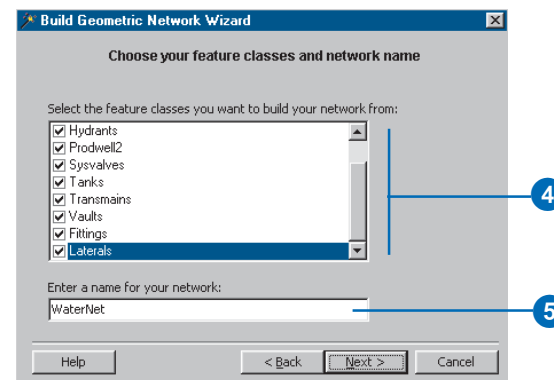 Build Geometric Network Wizard
Choose your feature classes and network name
Select the feature classes you want to build your network from:
Hydrants
Prodwell2
Sysvalves
Tanks
Transmains
Vaults
Fittings
Laterals
4
Enter a name for your network:
WaterNet
5
Help
< Back
Next >
Cancel